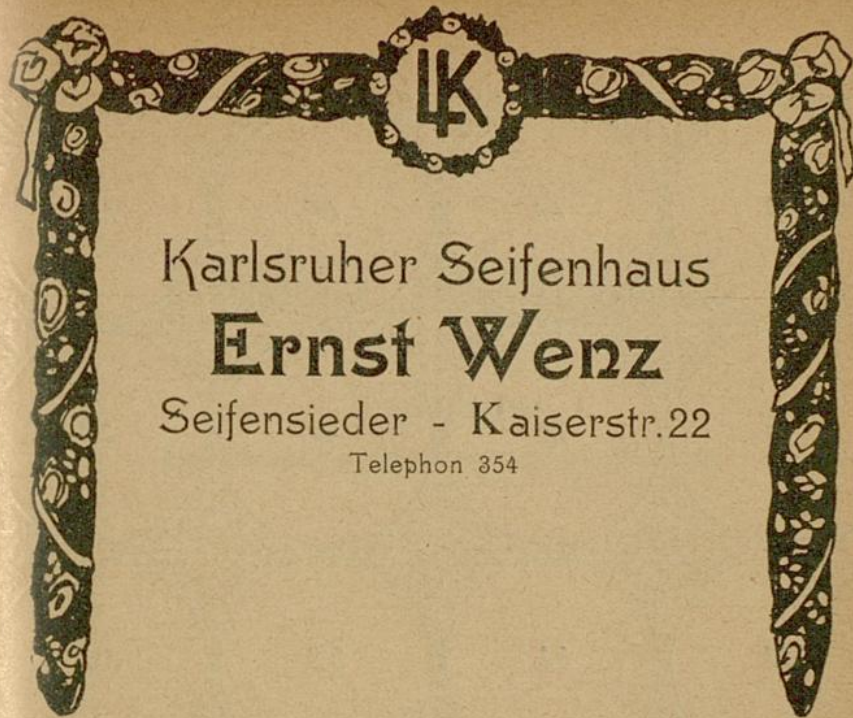 LK
Karlsruher Seifenhaus
Ernst Wenz
Seifensieder - Kaiserstr. 22
Telephon 354